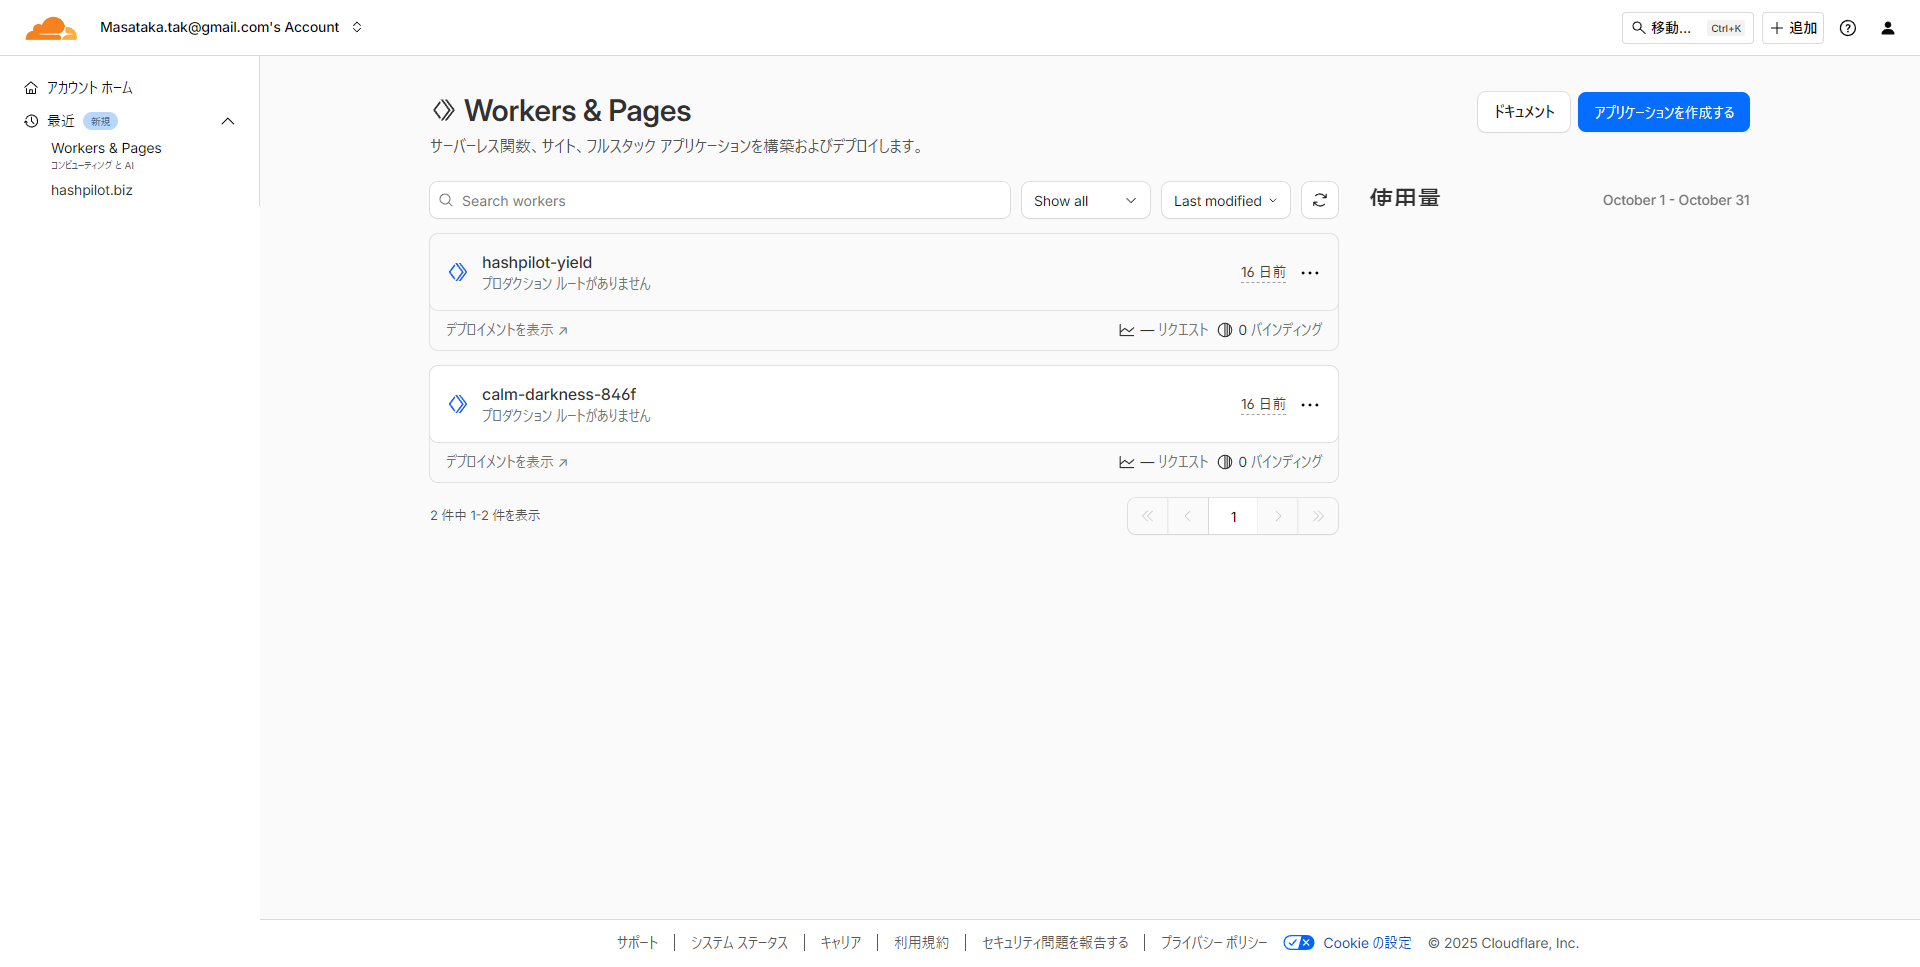 Masataka.tak@gmail.com's Account
移動... Ctrl+K
追加
アカウント ホーム
最近 新規
Workers & Pages
コンピューティング と AI
hashpilot.biz
Workers & Pages
サーバーレス関数、サイト、フルスタック アプリケーションを構築およびデプロイします。
ドキュメント
アプリケーションを作成する
Search workers
Show all
Last modified
使用量
October 1 - October 31
hashpilot-yield
プロダクション ルートがありません
16 日前
デプロイメントを表示
— リクエスト
0 バインディング
calm-darkness-846f
プロダクション ルートがありません
16 日前
デプロイメントを表示
— リクエスト
0 バインディング
2 件中 1-2 件を表示
1
サポート
システム ステータス
キャリア
利用規約
セキュリティ問題を報告する
プライバシー ポリシー
Cookie の設定
© 2025 Cloudflare, Inc.